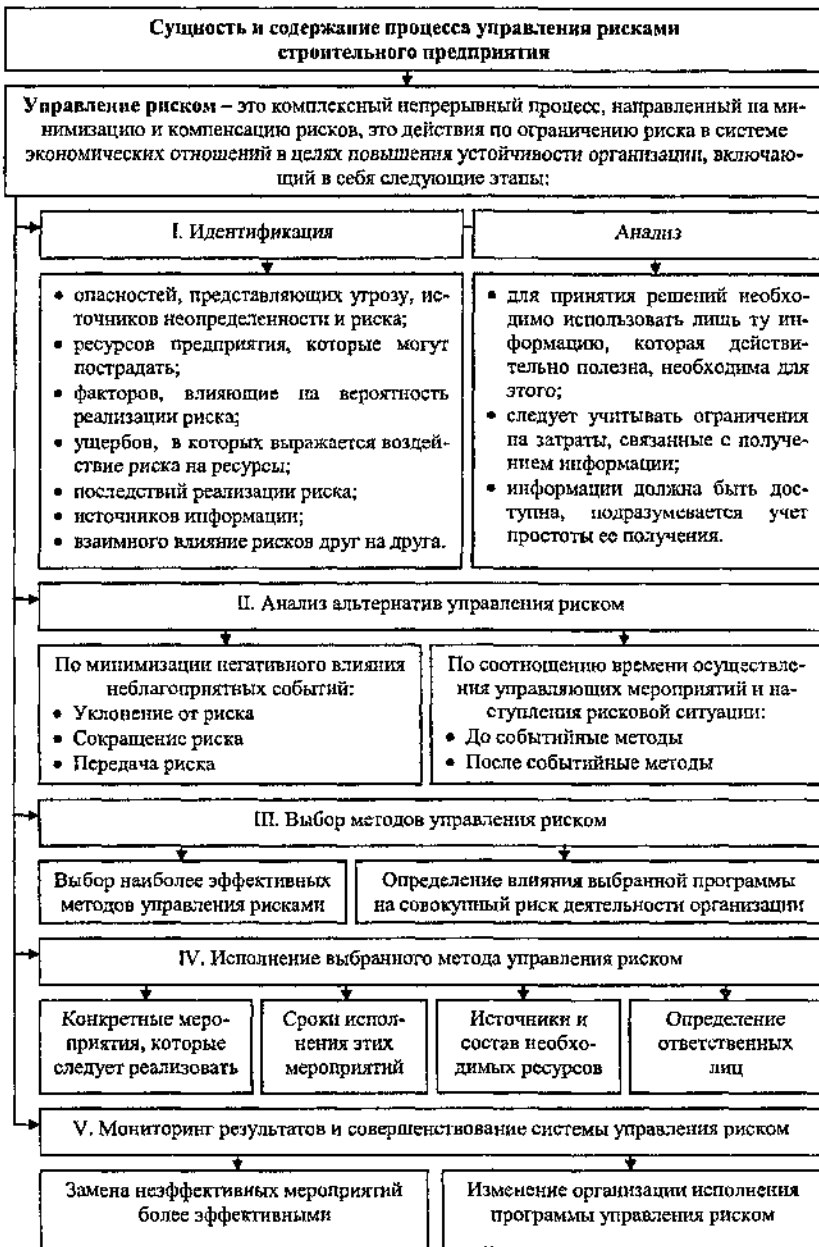 Сущность и содержание процесса управления рисками
строительного предприятия
Управление риском – это комплексный непрерывный процесс, направленный на ми-
нимизацию и компенсацию рисков, это действия по ограничению риска в системе
экономических отношений в целях повышения устойчивости организации, включаю-
щий в себя следующие этапы:
I. Идентификация
• опасностей, представляющих угрозу, ис-
точников неопределенности и риска;
• ресурсов предприятия, которые могут
пострадать;
• факторов, влияющие на вероятность
реализации риска;
• ущербов, в которых выражается воздей-
ствие риска на ресурсы;
• последствий реализации риска;
• источников информации;
• взаимного влияние рисков друг на друга.
Анализ
• для принятия решений необхо-
димо использовать лишь ту ин-
формацию, которая действи-
тельно полезна, необходима для
этого;
• следует учитывать ограничения
на затраты, связанные с получе-
нием информации;
• информации должна быть дос-
тупна, подразумевается учет
простоты ее получения.
II. Анализ альтернатив управления риском
По минимизации негативного влияния
неблагоприятных событий:
• Уклонение от риска
• Сокращение риска
• Передача риска
По соотношению времени осуществле-
ния управляющих мероприятий и на-
ступления рисковой ситуации:
• До событийные методы
• После событийные методы
III. Выбор методов управления риском
Выбор наиболее эффективных
методов управления рисками
Определение влияния выбранной программы
на совокупный риск деятельности организации
IV. Исполнение выбранного метода управления риском
Конкретные меро-
приятия, которые
следует реализовать
Сроки испол-
нения этих
мероприятий
Источники и
состав необхо-
димых ресурсов
Определение
ответственных
лиц
V. Мониторинг результатов и совершенствование системы управления риском
Замена неэффективных мероприятий
более эффективными
Изменение организации исполнения
программы управления риском